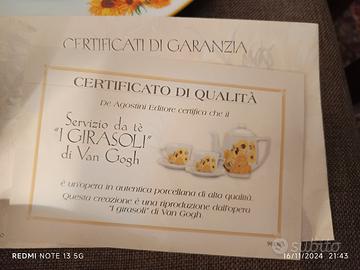 CERTIFICATI DI GARANZIA
CERTIFICATO DI QUALITÀ
De Agostini Editore certifica che il
Servizio da tè
"I GIRASOLI"
di Van Gogh
è un'opera in autentica porcellana di alta qualità.
Questa creazione è una riproduzione dall'opera
"I girasoli" di Van Gogh.
subito
REDMI NOTE 13 5G
16/11/2024 21:43